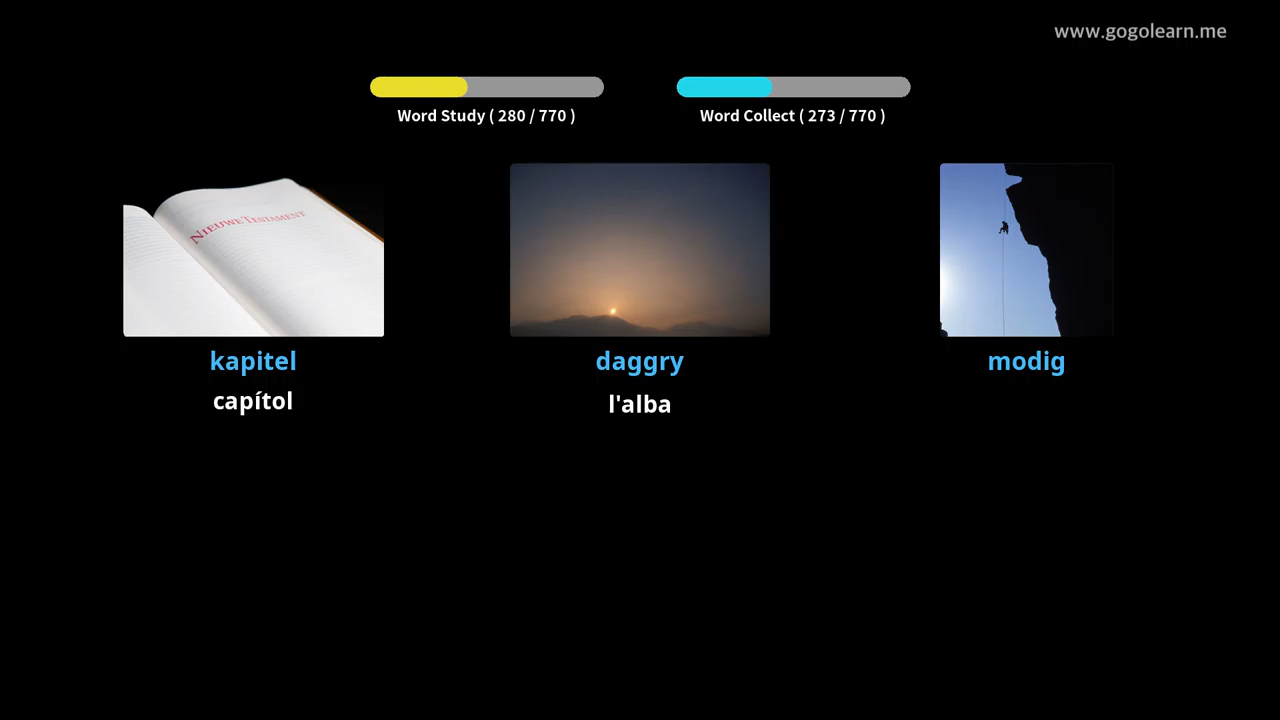 www.gogolearn.me
Word Study ( 280 / 770 )
Word Collect ( 273 / 770 )
NIEUWE TESTAMENT
kapitel
daggry
modig
capítol
l'alba